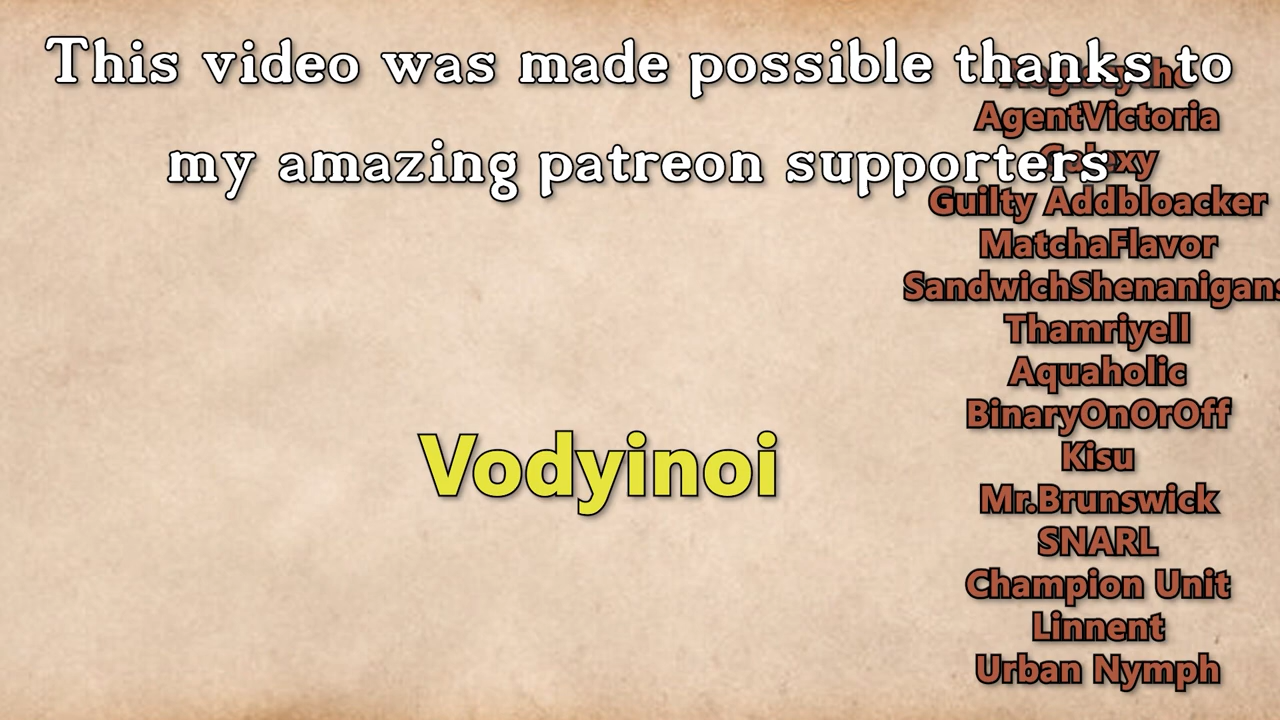 This video was made possible thanks to
my amazing patreon supporters
AgentVictoria
Guilty Addbloacker
MatchaFlavor
SandwichShenanigans
Thamriyell
Aquaholic
BinaryOnOrOff
Kisu
Mr.Brunswick
SNARL
Champion Unit
Linnent
Urban Nymph
Vodyinoi